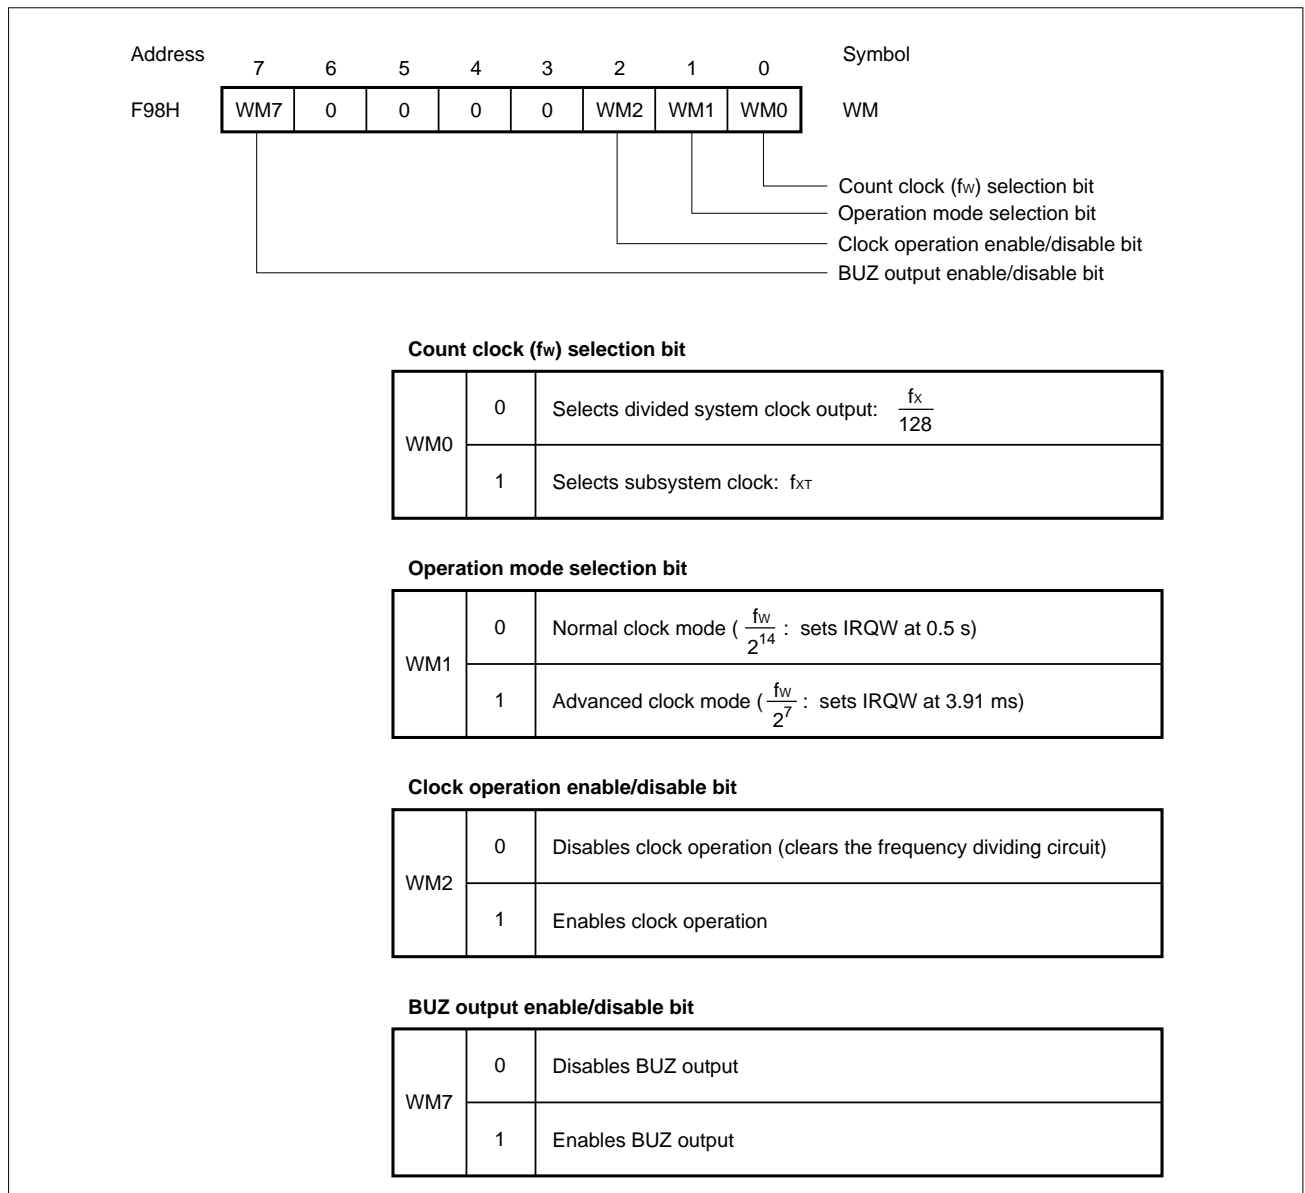 Address 7 6 5 4 3 2 1 0 Symbol
F98H WM7 0 0 0 0 WM2 WM1 WM0 WM
Count clock (fW) selection bit
Operation mode selection bit
Clock operation enable/disable bit
BUZ output enable/disable bit
Count clock (fW) selection bit
WM0
0 Selects divided system clock output: fX/128
1 Selects subsystem clock: fXT
Operation mode selection bit
WM1
0 Normal clock mode ( fW/2^14 : sets IRQW at 0.5 s)
1 Advanced clock mode ( fW/2^7 : sets IRQW at 3.91 ms)
Clock operation enable/disable bit
WM2
0 Disables clock operation (clears the frequency dividing circuit)
1 Enables clock operation
BUZ output enable/disable bit
WM7
0 Disables BUZ output
1 Enables BUZ output